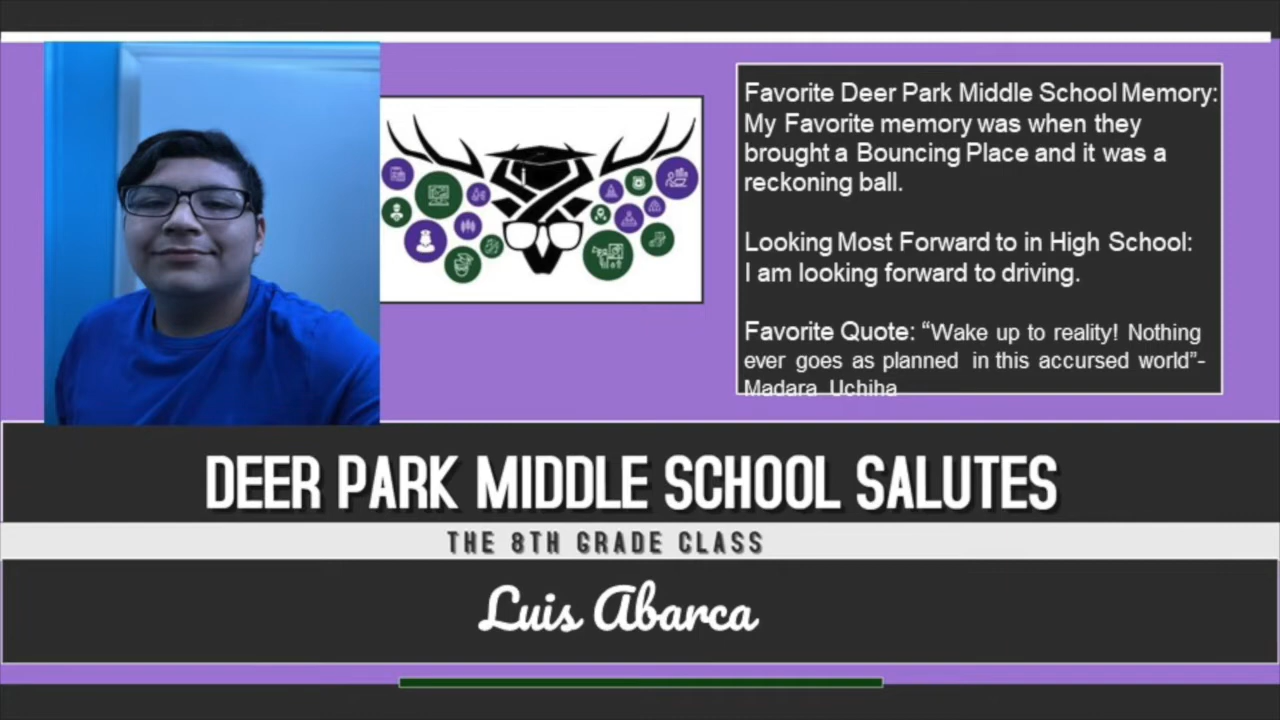 Favorite Deer Park Middle School Memory:
My Favorite memory was when they
brought a Bouncing Place and it was a
reckoning ball.
Looking Most Forward to in High School:
I am looking forward to driving.
Favorite Quote: “Wake up to reality! Nothing
ever goes as planned in this accursed world”-
Madara Uchiha
DEER PARK MIDDLE SCHOOL SALUTES
THE 8TH GRADE CLASS
Luis Abarca